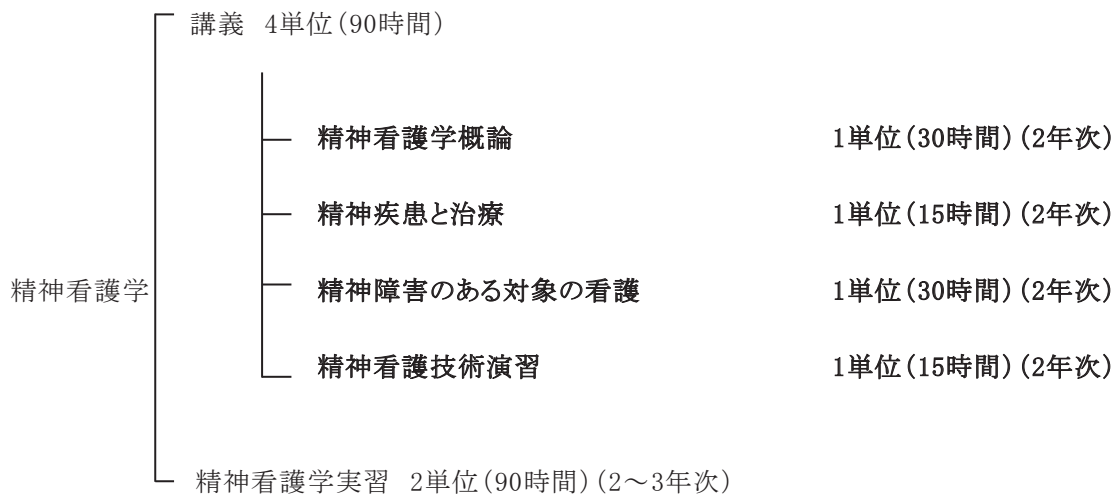 講義 4単位(90時間)
精神看護学概論 1単位(30時間)(2年次)
精神疾患と治療 1単位(15時間)(2年次)
精神看護学
精神障害のある対象の看護 1単位(30時間)(2年次)
精神看護技術演習 1単位(15時間)(2年次)
精神看護学実習 2単位(90時間)(2～3年次)